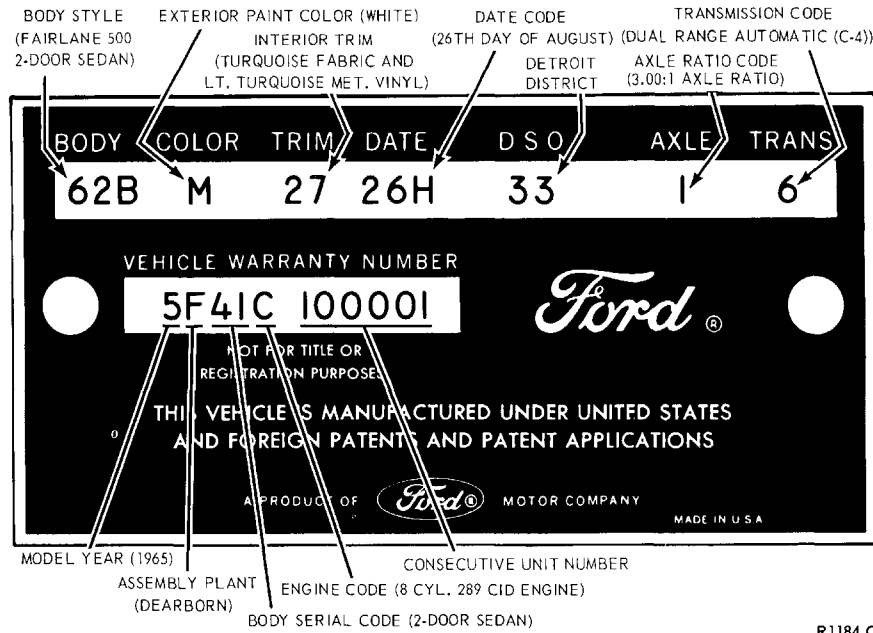 BODY STYLE
(FAIRLANE 500
2-DOOR SEDAN)
EXTERIOR PAINT COLOR (WHITE)
INTERIOR TRIM
(TURQUOISE FABRIC AND
LT. TURQUOISE MET. VINYL)
DATE CODE
(26TH DAY OF AUGUST)
DETROIT
DISTRICT
TRANSMISSION CODE
(DUAL RANGE AUTOMATIC (C-4))
AXLE RATIO CODE
(3.00:1 AXLE RATIO)
BODY COLOR TRIM DATE DSO AXLE TRANS
62B M 27 26H 33 I 6
VEHICLE WARRANTY NUMBER
5F41C 100001
NOT FOR TITLE OR
REGISTRATION PURPOSES
Ford ®
THIS VEHICLE IS MANUFACTURED UNDER UNITED STATES
AND FOREIGN PATENTS AND PATENT APPLICATIONS
A PRODUCT OF Ford ® MOTOR COMPANY
MADE IN U S A
MODEL YEAR (1965)
ASSEMBLY PLANT
(DEARBORN)
BODY SERIAL CODE (2-DOOR SEDAN)
ENGINE CODE (8 CYL. 289 CID ENGINE)
CONSECUTIVE UNIT NUMBER